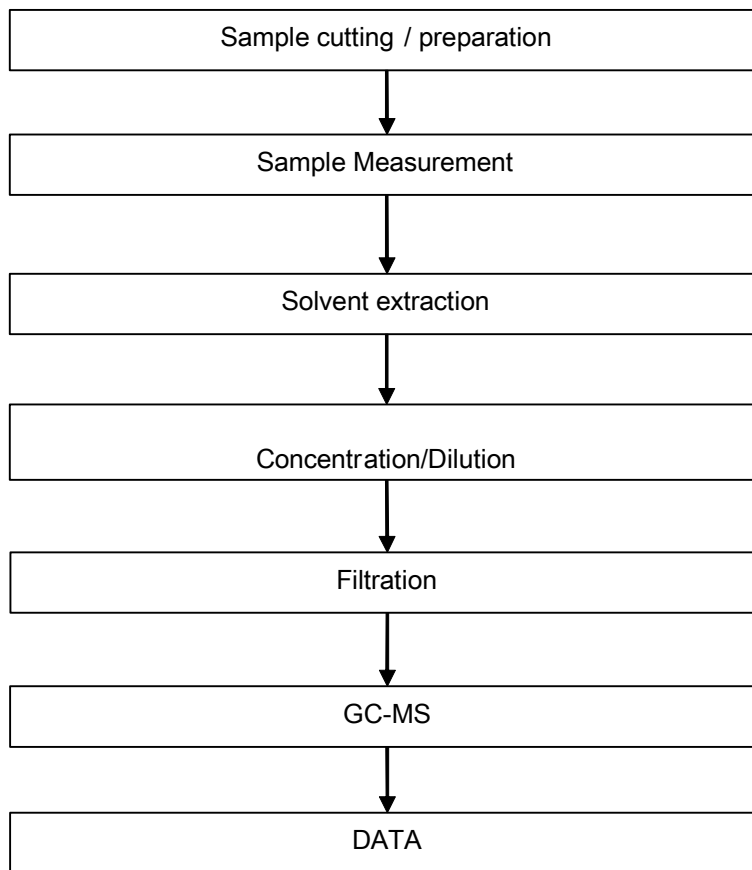 Sample cutting / preparation
Sample Measurement
Solvent extraction
Concentration/Dilution
Filtration
GC-MS
DATA